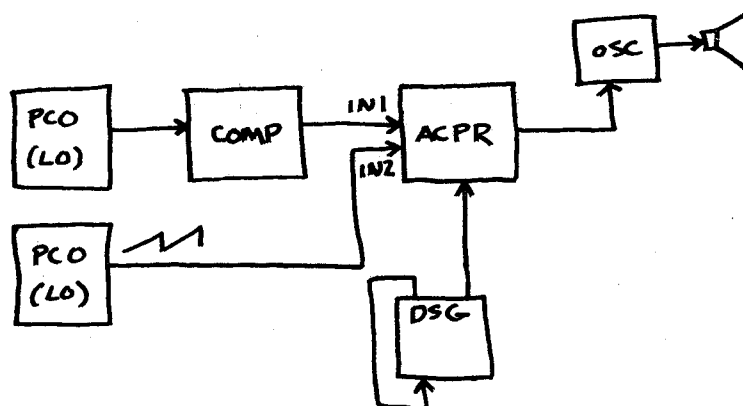 OSC
PCO
(LO)
COMP
IN1
IN2
ACPR
PCO
(LO)
DSG